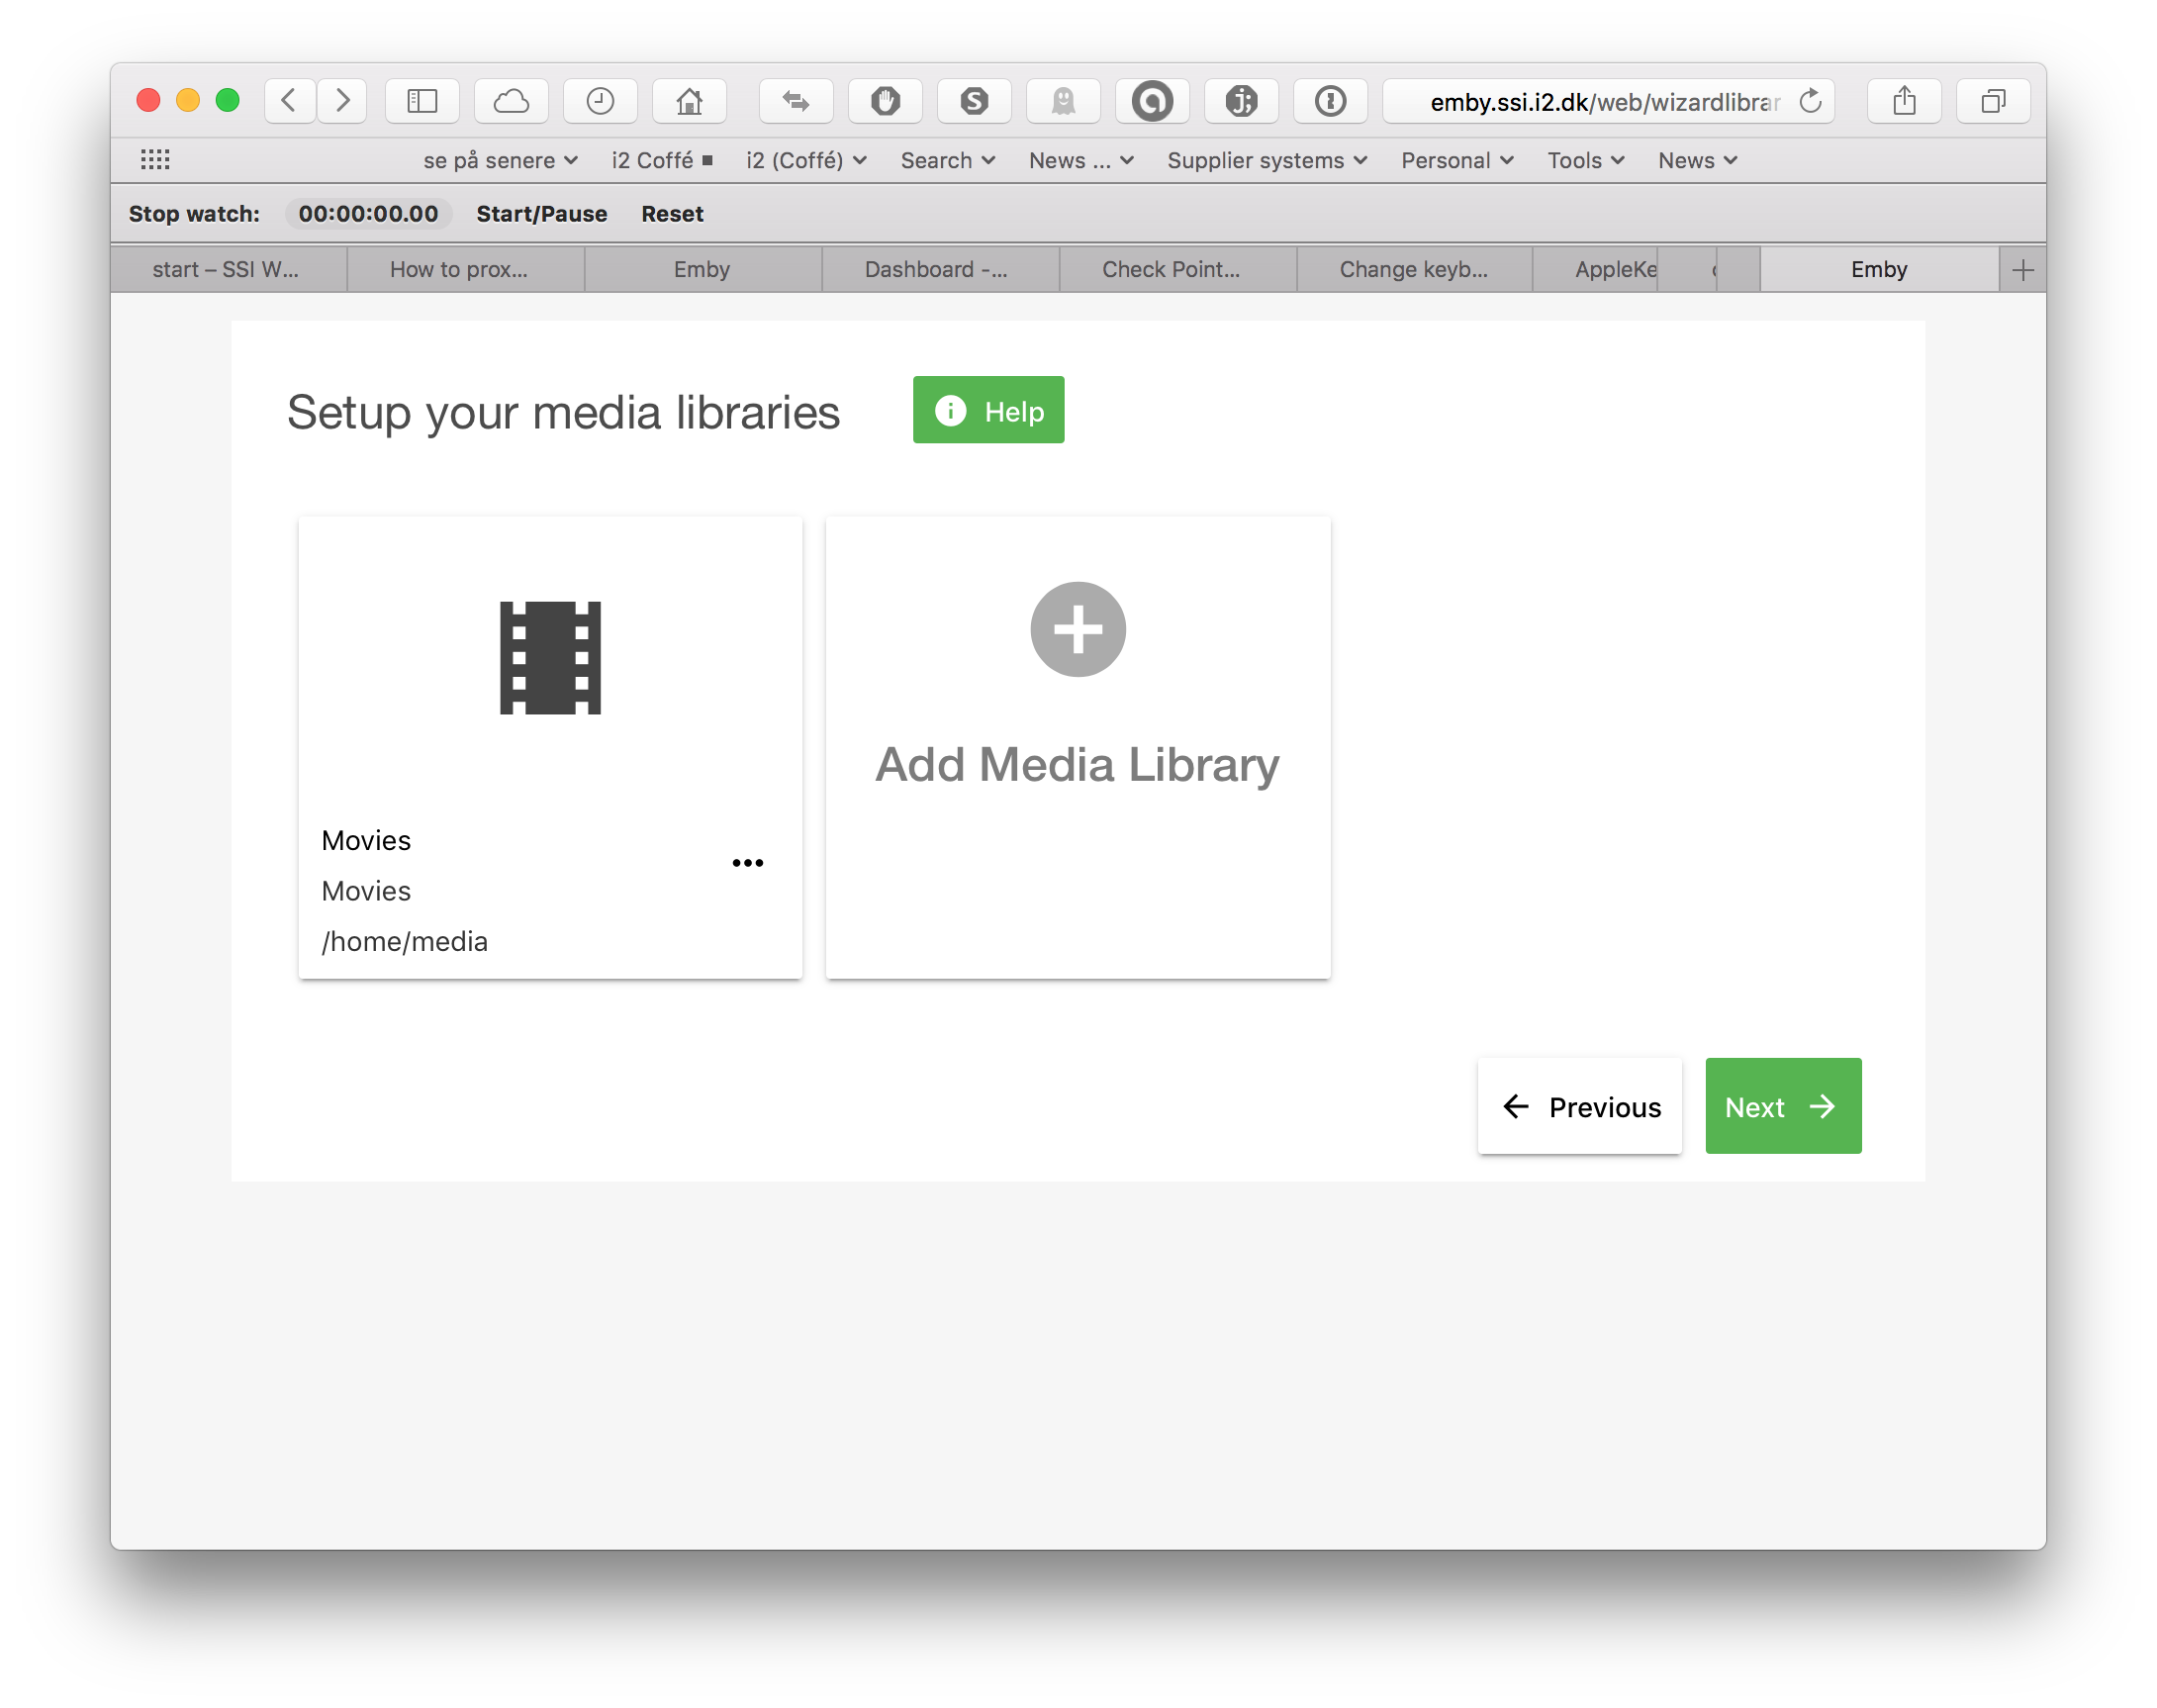 emby.ssi.i2.dk/web/wizardlibrar
se på senere i2 Coffé i2 (Coffé) Search News ... Supplier systems Personal Tools News
Stop watch: 00:00:00.00 Start/Pause Reset
start – SSI W... How to prox... Emby Dashboard -... Check Point... Change keyb... AppleKe Emby
Setup your media libraries Help
Add Media Library
Movies
Movies
/home/media
Previous Next